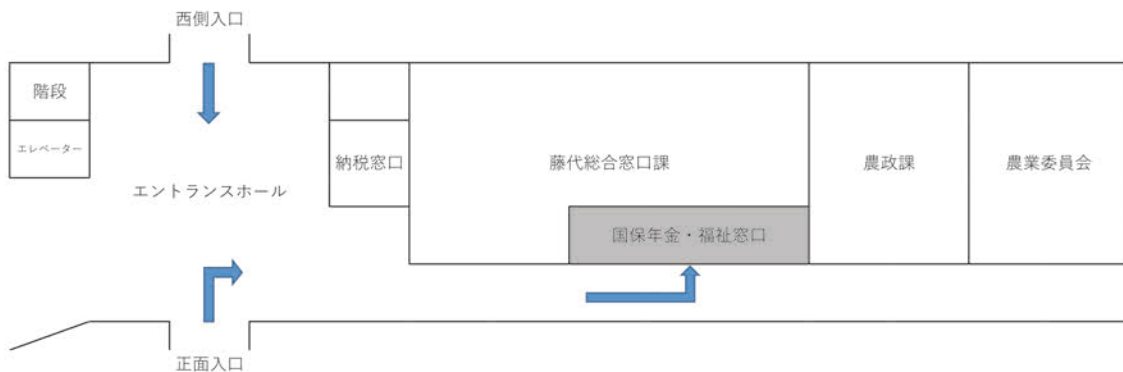 西側入口
階段
エレベーター
エントランスホール
納税窓口
藤代総合窓口課
国保年金・福祉窓口
農政課
農業委員会
正面入口